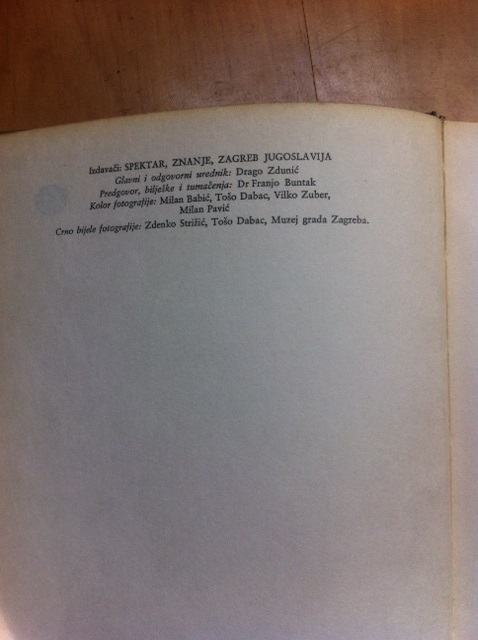 Izdavači: SPEKTAR, ZNANJE, ZAGREB JUGOSLAVIJA
Glavni i odgovorni urednik: Drago Zdunić
Predgovor, bilješke i tumačenja: Dr Franjo Buntak
Kolor fotografije: Milan Babić, Tošo Dabac, Vilko Zuber,
Milan Pavić
Crno bijele fotografije: Zdenko Strižić, Tošo Dabac, Muzej grada Zagreba.